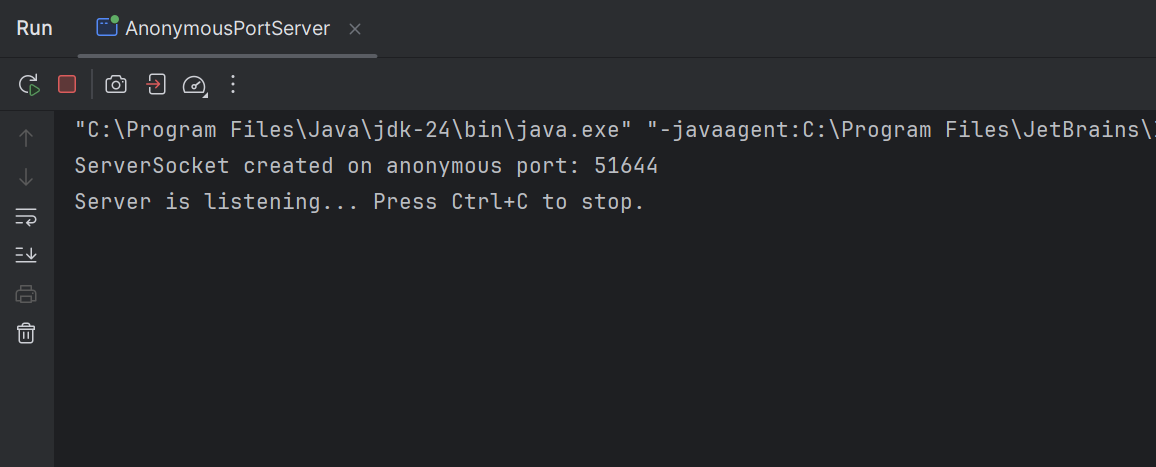 Run
AnonymousPortServer
"C:\Program Files\Java\jdk-24\bin\java.exe" "-javaagent:C:\Program Files\JetBrains\
ServerSocket created on anonymous port: 51644
Server is listening... Press Ctrl+C to stop.